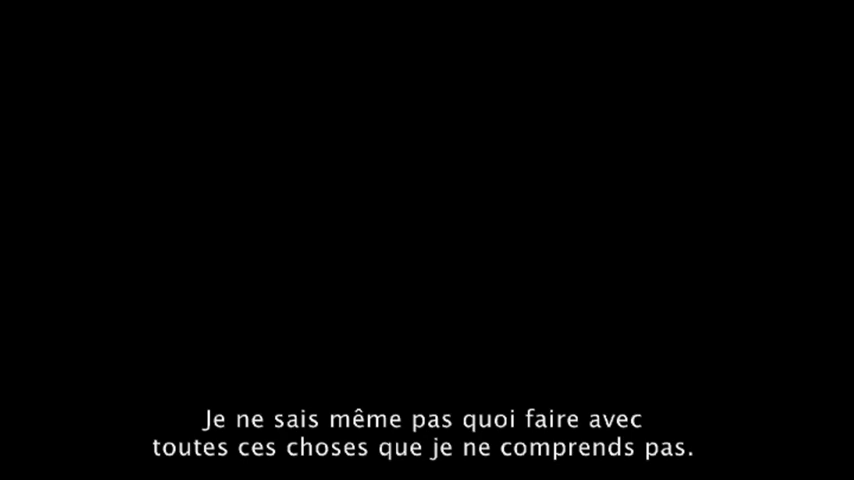 Je ne sais même pas quoi faire avec
toutes ces choses que je ne comprends pas.